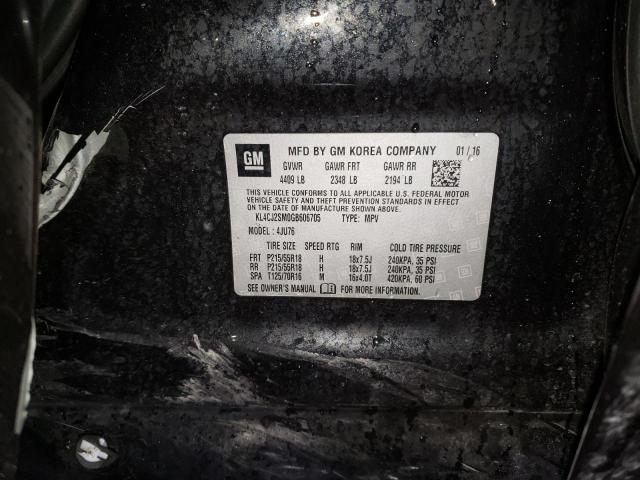 GM
MFD BY GM KOREA COMPANY 01 / 16
GVWR GAWR FRT GAWR RR
4409 LB 2348 LB 2194 LB
THIS VEHICLE CONFORMS TO ALL APPLICABLE U.S. FEDERAL MOTOR
VEHICLE SAFETY AND THEFT PREVENTION STANDARDS IN EFFECT
ON THE DATE OF MANUFACTURE SHOWN ABOVE.
KL4CJ2SM0GB606705 TYPE: MPV
MODEL : 4JU76
TIRE SIZE SPEED RTG RIM COLD TIRE PRESSURE
FRT P215/55R18 H 18x7.5J 240KPA, 35 PSI
RR P215/55R18 H 18x7.5J 240KPA, 35 PSI
SPA T125/70R16 M 16x4.0T 420KPA, 60 PSI
SEE OWNER'S MANUAL FOR MORE INFORMATION.